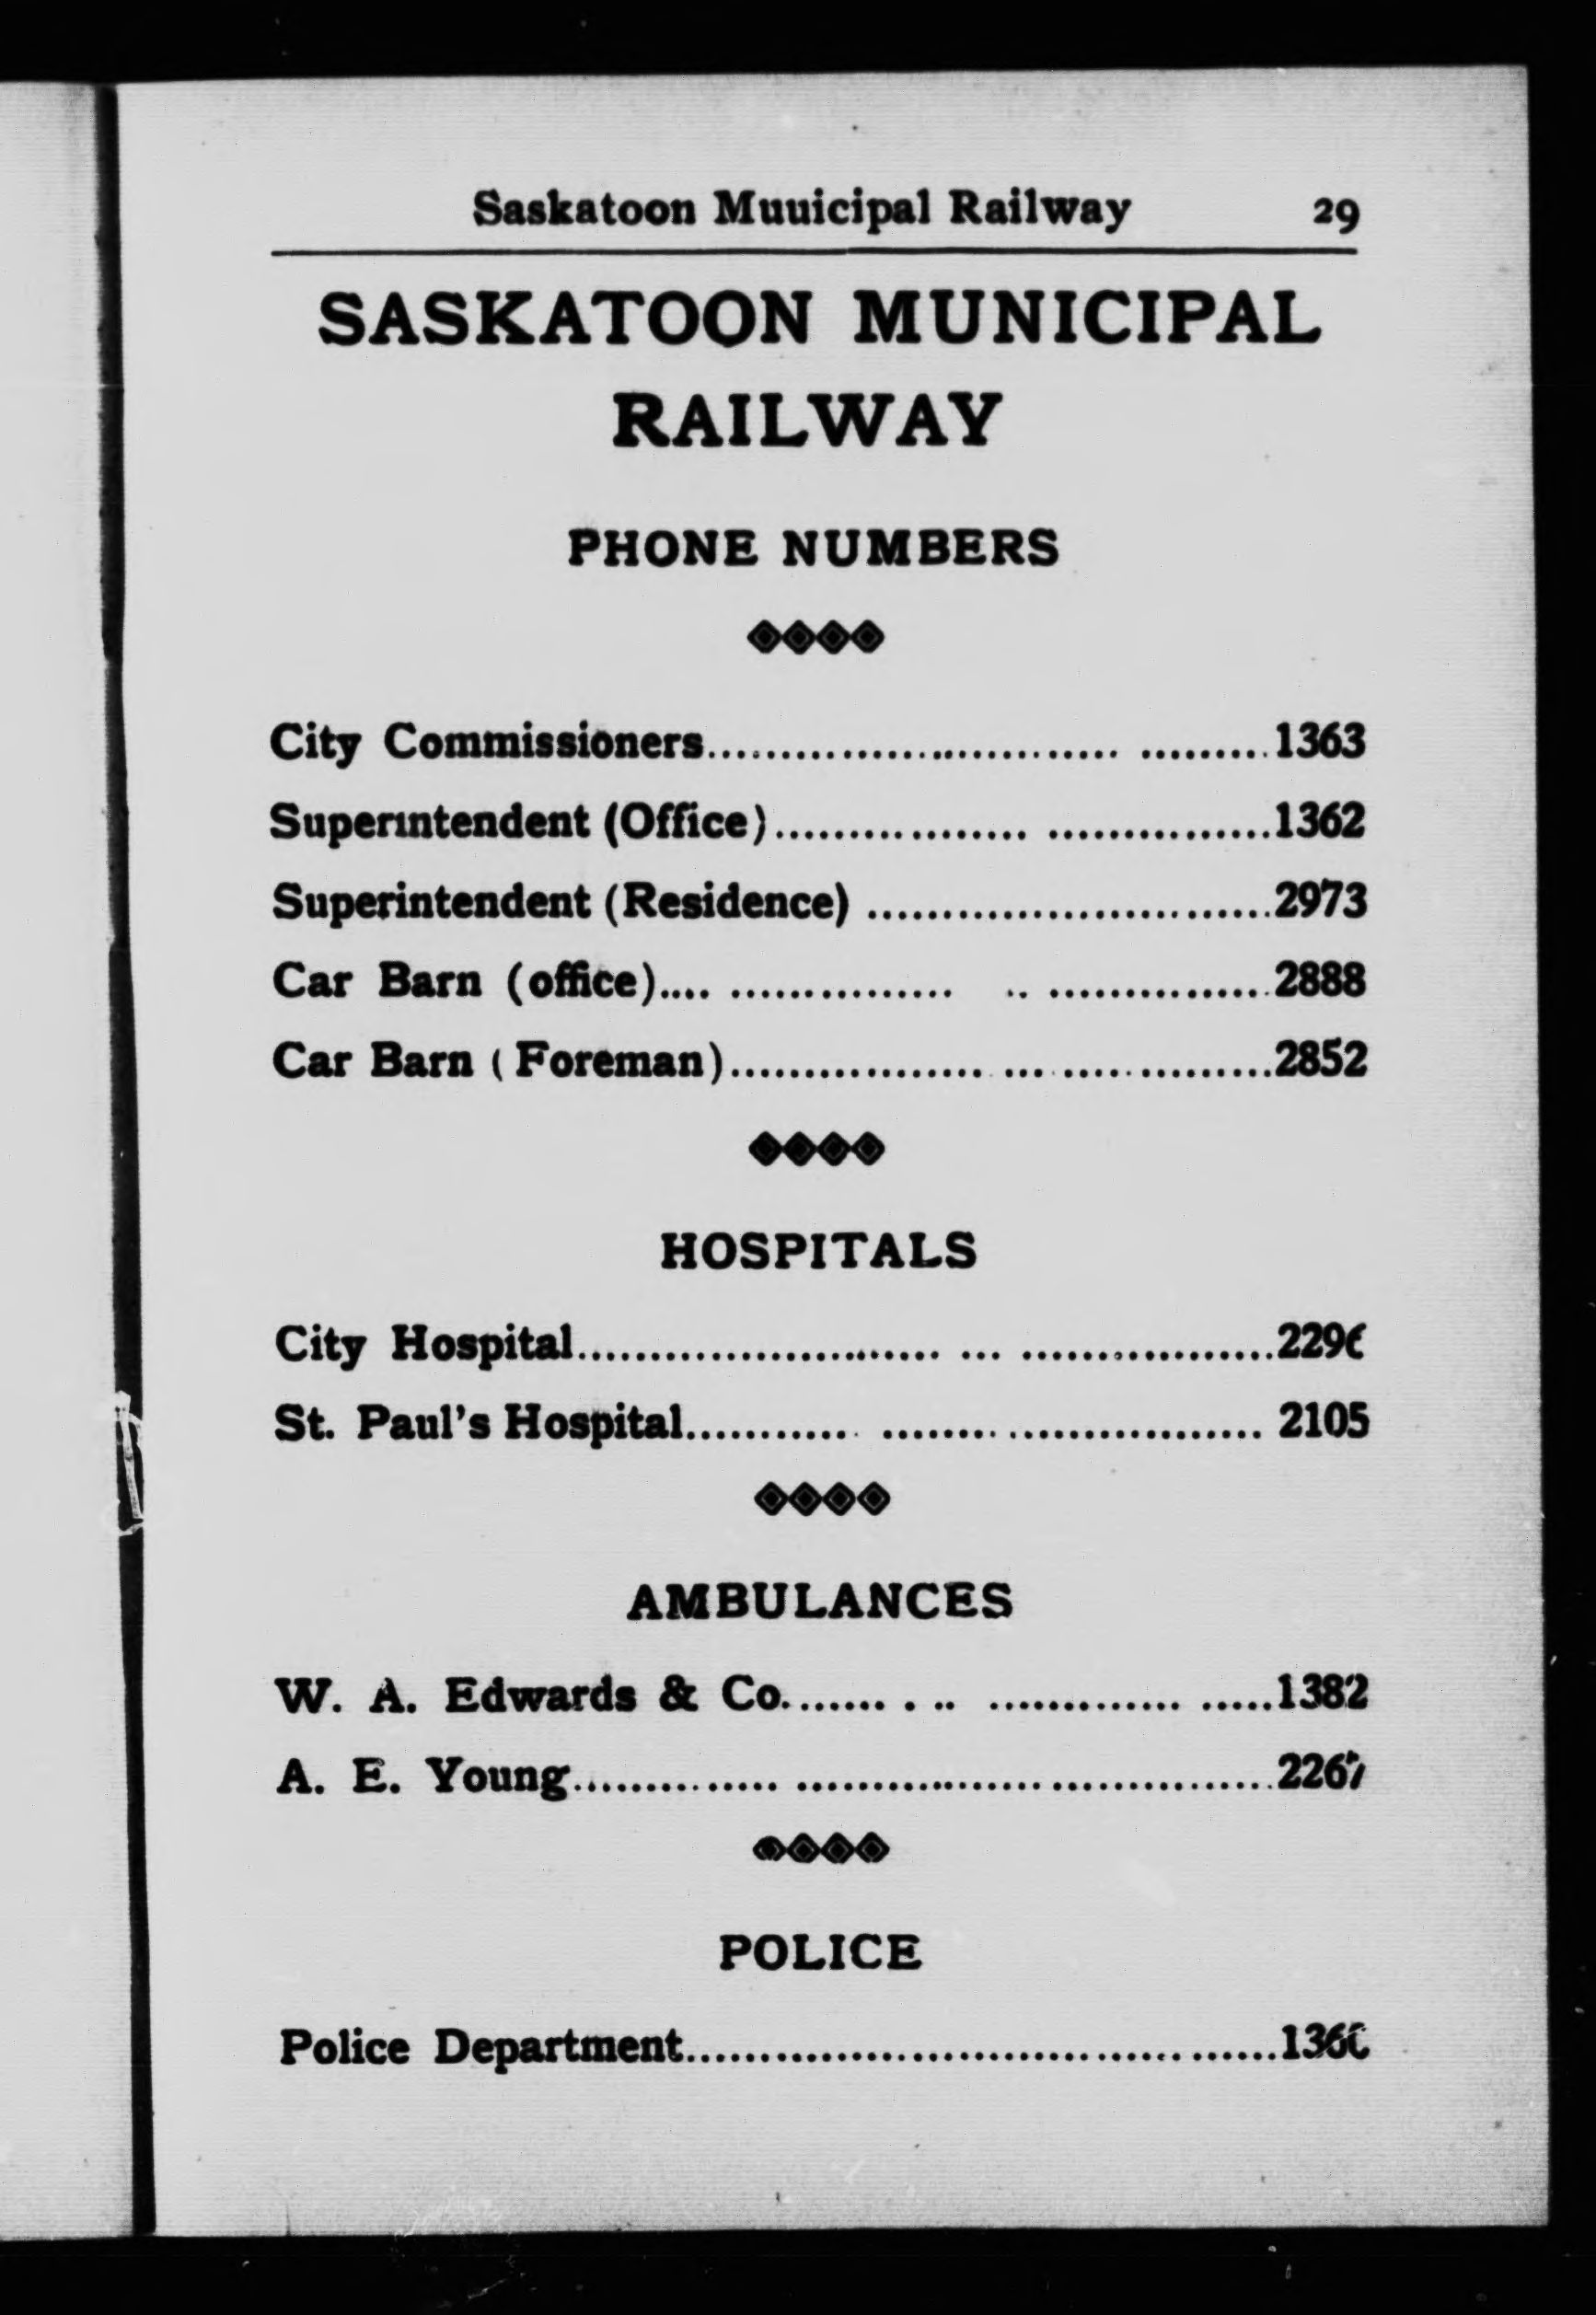 Saskatoon Muuicipal Railway 29
SASKATOON MUNICIPAL
RAILWAY
PHONE NUMBERS
City Commissioners........................................1363
Superintendent (Office)................................1362
Superintendent (Residence) ...........................2973
Car Barn (office).... ............... .. ...............2888
Car Barn ( Foreman)................. ... ..............2852
HOSPITALS
City Hospital........................ ... .................2296
St. Paul's Hospital............ ......... ................. 2105
AMBULANCES
W. A. Edwards & Co........ . .. ............. .....1382
A. E. Young.............. ................................2267
POLICE
Police Department........................................